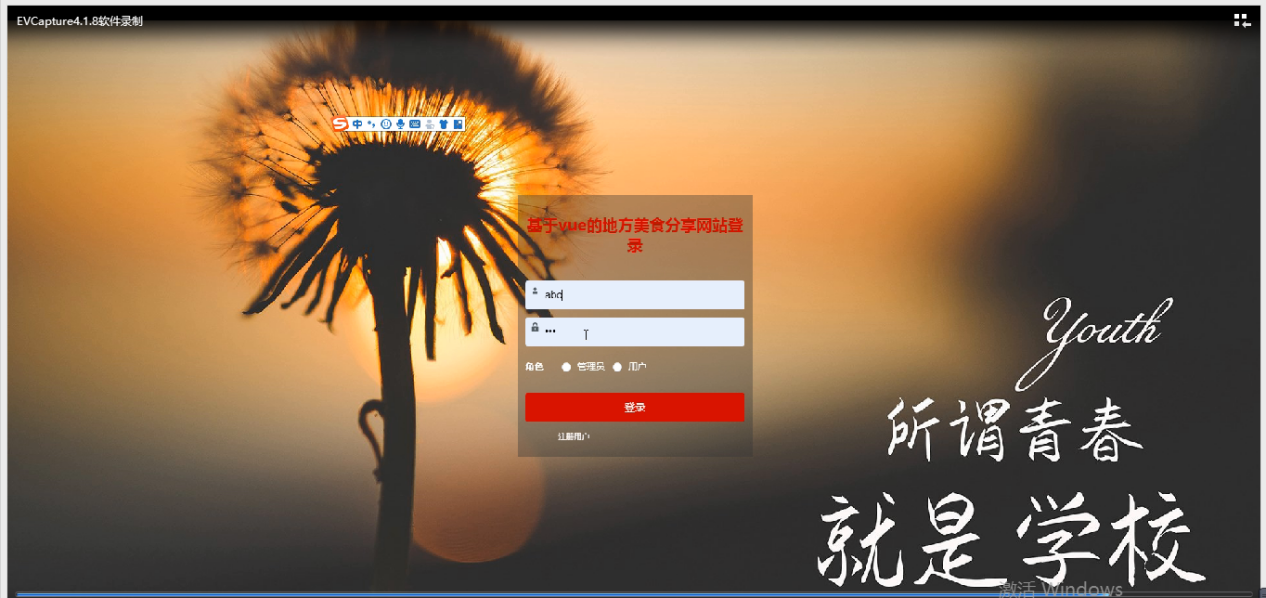 EVCapture4.1.8软件录制
中
基于vue的地方美食分享网站登
录
abc
•••
角色 管理员 用户
登录
注册用户
Youth
所谓青春
就是学校
激活 Windows